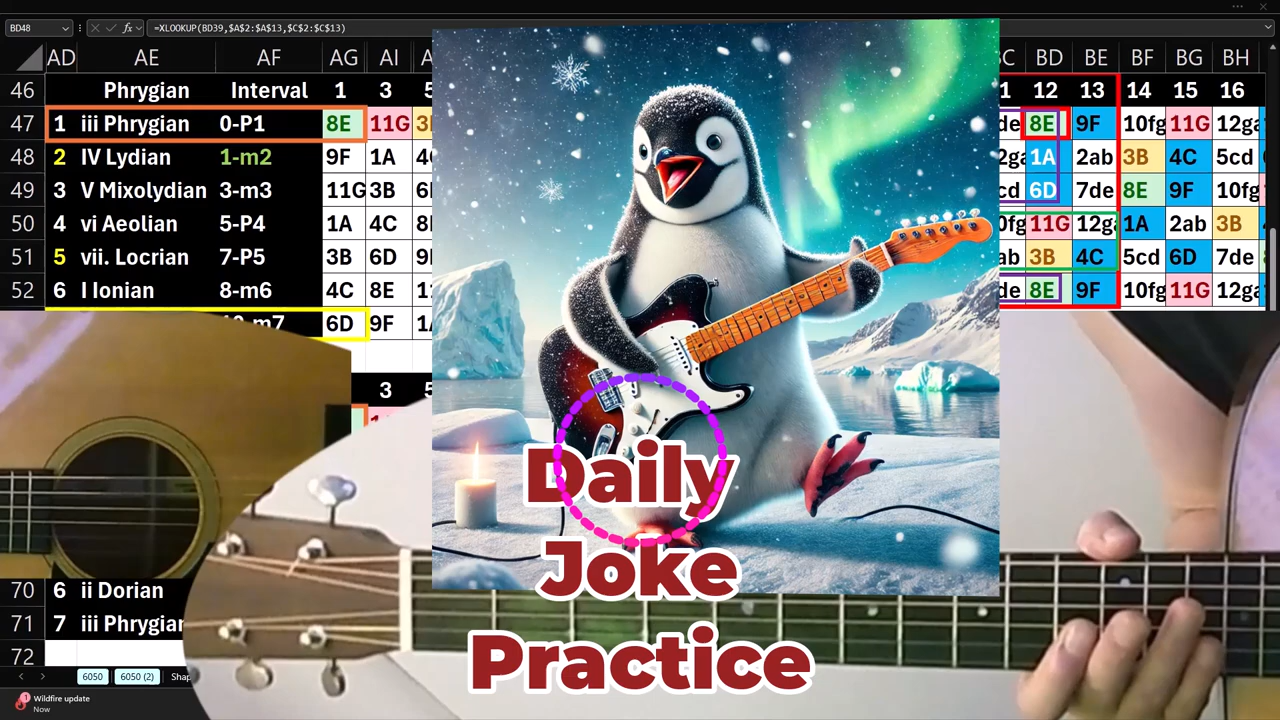 BD48 =XLOOKUP(BD39,$A$2:$A$13,$C$2:$C$13)
AD AE AF AG AI BD BE BF BG BH
46 Phrygian Interval 1 3 12 13 14 15 16
47 1 iii Phrygian 0-P1 8E 11G 8E 9F 10fg 11G
48 2 IV Lydian 1-m2 9F 1A 1A 2ab 3B 4C 5cd
49 3 V Mixolydian 3-m3 11G 3B 6D 7de 8E 9F
50 4 vi Aeolian 5-P4 1A 4C 11G 1A 2ab 3B
51 5 vii. Locrian 7-P5 3B 6D 3B 4C 5cd 6D 7de
52 6 I Ionian 8-m6 4C 8E 8E 9F 10fg 11G
6D 9F
3
Daily
Joke
Practice
70 6 ii Dorian
71 7 iii Phrygian
72
6050 6050 (2)
Wildfire update
Now